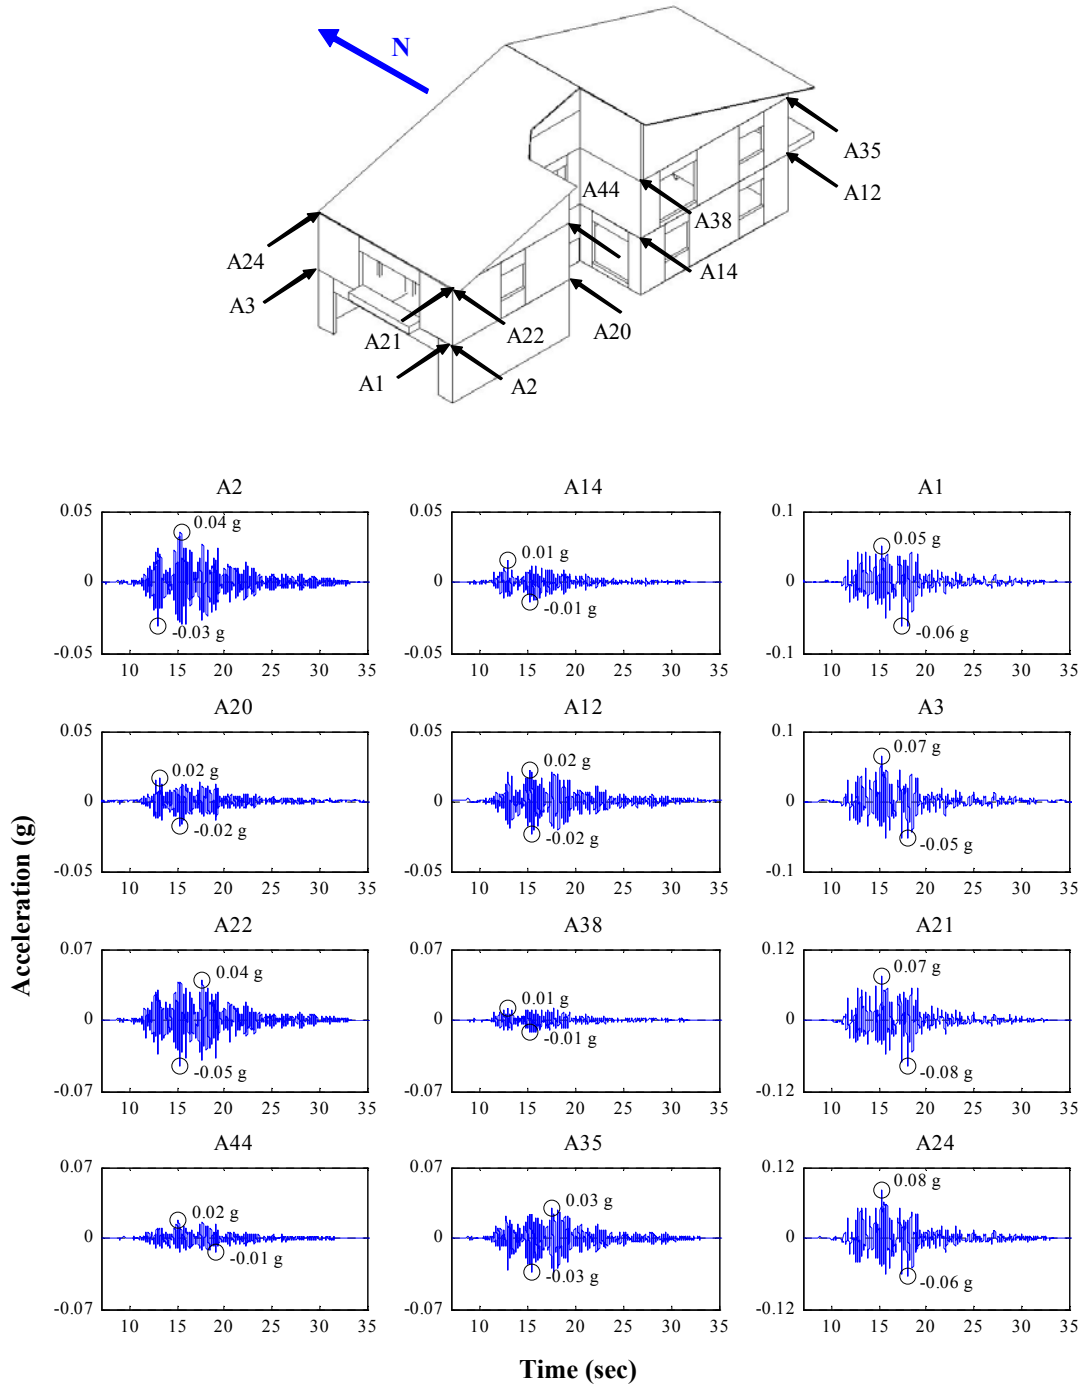 N
A35
A12
A44
A38
A14
A24
A3
A21
A22
A20
A1
A2
A2
A14
A1
0.05
0
-0.05
0.04 g
-0.03 g
10 15 20 25 30 35
0.05
0
-0.05
0.01 g
-0.01 g
10 15 20 25 30 35
0.1
0
-0.1
0.05 g
-0.06 g
10 15 20 25 30 35
A20
A12
A3
0.05
0
-0.05
0.02 g
-0.02 g
10 15 20 25 30 35
0.05
0
-0.05
0.02 g
-0.02 g
10 15 20 25 30 35
0.1
0
-0.1
0.07 g
-0.05 g
10 15 20 25 30 35
A22
A38
A21
0.07
0
-0.07
0.04 g
-0.05 g
10 15 20 25 30 35
0.07
0
-0.07
0.01 g
-0.01 g
10 15 20 25 30 35
0.12
0
-0.12
0.07 g
-0.08 g
10 15 20 25 30 35
A44
A35
A24
0.07
0
-0.07
0.02 g
-0.01 g
10 15 20 25 30 35
0.07
0
-0.07
0.03 g
-0.03 g
10 15 20 25 30 35
0.12
0
-0.12
0.08 g
-0.06 g
10 15 20 25 30 35
Acceleration (g)
Time (sec)